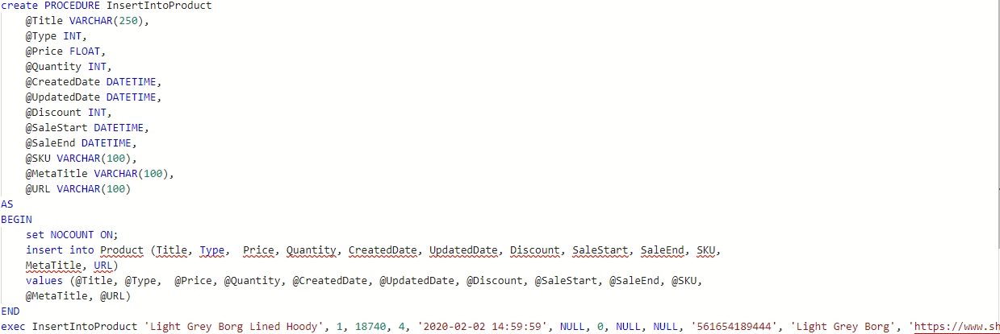 create PROCEDURE InsertIntoProduct
@Title VARCHAR(250),
@Type INT,
@Price FLOAT,
@Quantity INT,
@CreatedDate DATETIME,
@UpdatedDate DATETIME,
@Discount INT,
@SaleStart DATETIME,
@SaleEnd DATETIME,
@SKU VARCHAR(100),
@MetaTitle VARCHAR(100),
@URL VARCHAR(100)
AS
BEGIN
set NOCOUNT ON;
insert into Product (Title, Type,  Price, Quantity, CreatedDate, UpdatedDate, Discount, SaleStart, SaleEnd, SKU,
MetaTitle, URL)
values (@Title, @Type,  @Price, @Quantity, @CreatedDate, @UpdatedDate, @Discount, @SaleStart, @SaleEnd, @SKU,
@MetaTitle, @URL)
END
exec InsertIntoProduct 'Light Grey Borg Lined Hoody', 1, 18740, 4, '2020-02-02 14:59:59', NULL, 0, NULL, NULL, '561654189444', 'Light Grey Borg', 'https://www.sh